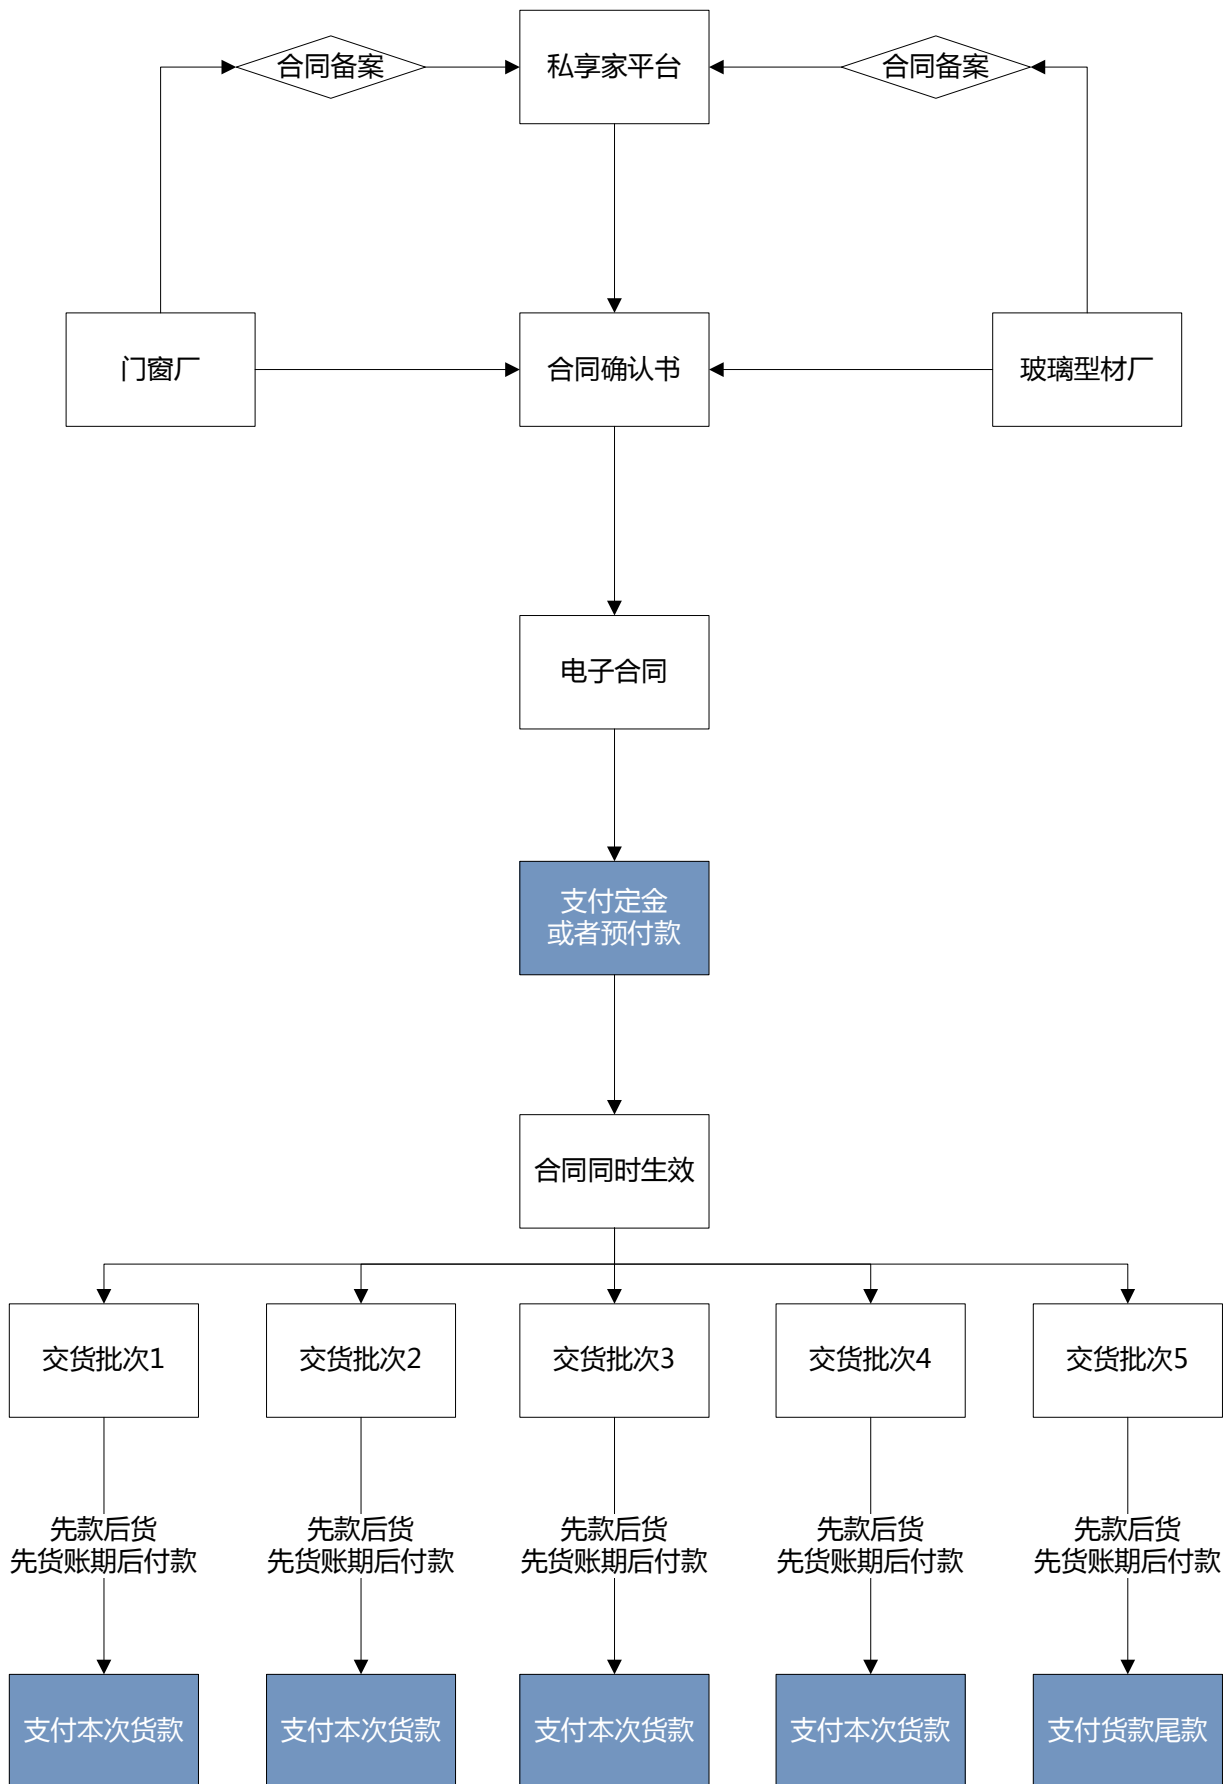 合同备案
私享家平台
合同备案
门窗厂
合同确认书
玻璃型材厂
电子合同
支付定金
或者预付款
合同同时生效
交货批次1
交货批次2
交货批次3
交货批次4
交货批次5
先款后货
先货账期后付款
先款后货
先货账期后付款
先款后货
先货账期后付款
先款后货
先货账期后付款
先款后货
先货账期后付款
支付本次货款
支付本次货款
支付本次货款
支付本次货款
支付货款尾款